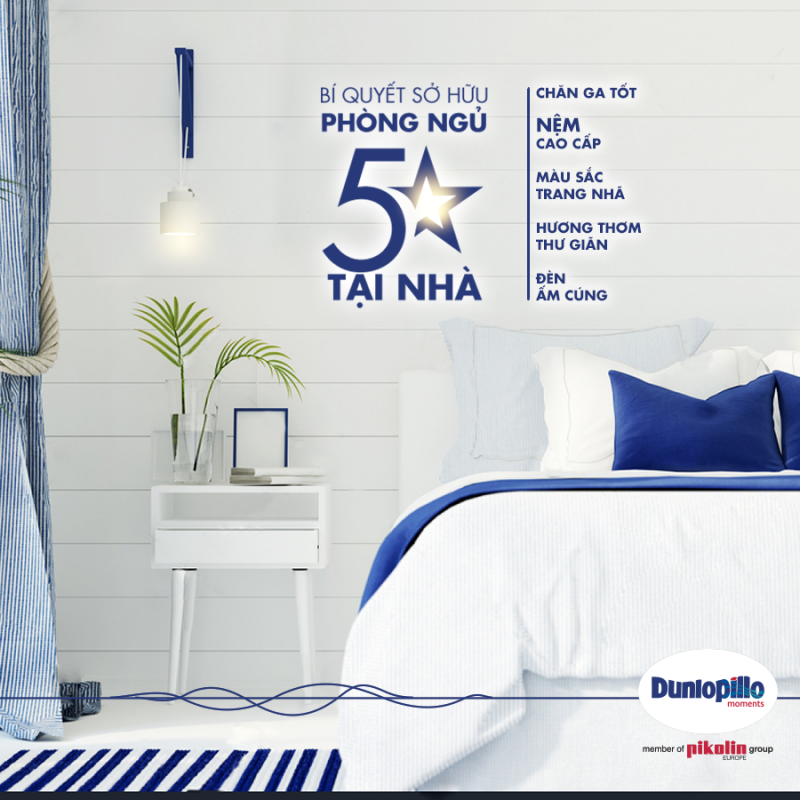 BÍ QUYẾT SỞ HỮU
PHÒNG NGỦ
5
TẠI NHÀ
CHĂN GA TỐT
NỆM
CAO CẤP
MÀU SẮC
TRANG NHÃ
HƯƠNG THƠM
THƯ GIÃN
ĐÈN
ẤM CÚNG
Dunlopillo
moments
member of pikolin group
EUROPE